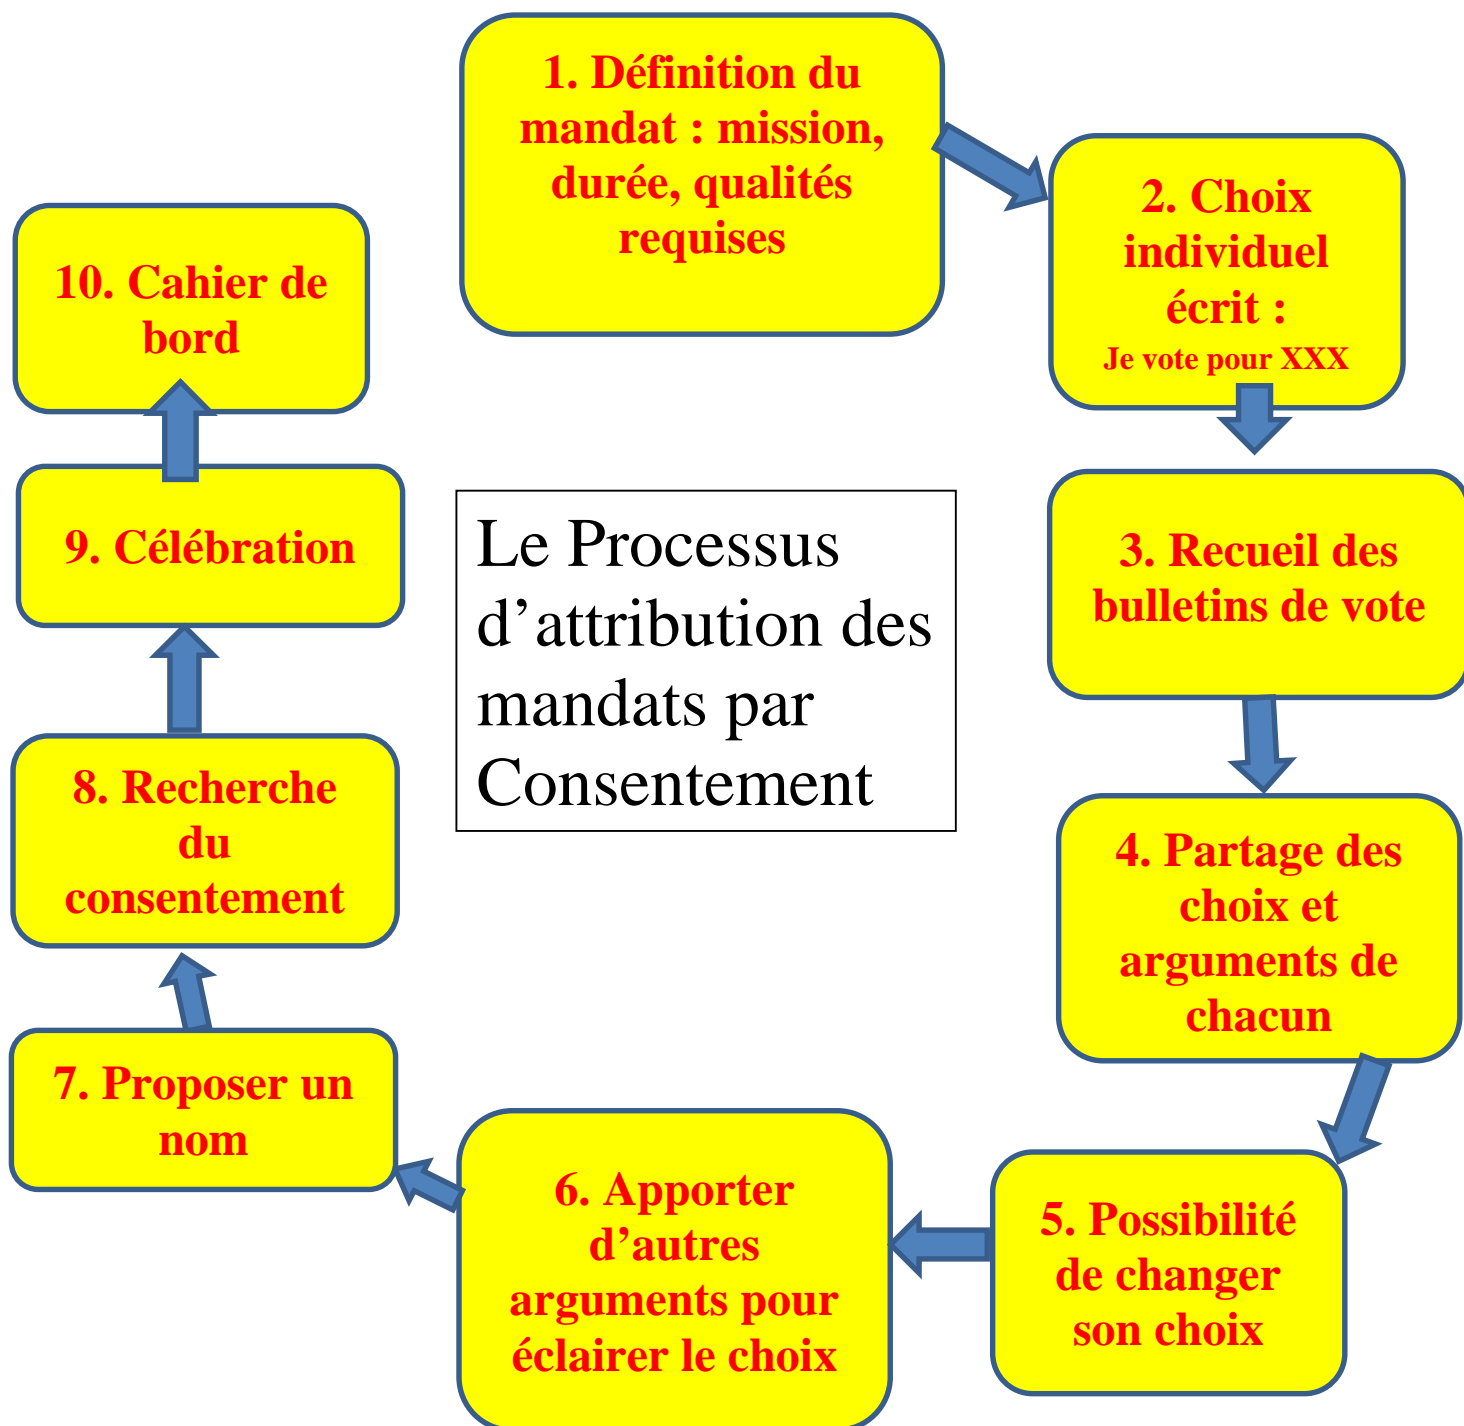 1. Définition du
mandat : mission,
durée, qualités
requises
2. Choix
individuel
écrit :
Je vote pour XXX
3. Recueil des
bulletins de vote
4. Partage des
choix et
arguments de
chacun
5. Possibilité
de changer
son choix
6. Apporter
d’autres
arguments pour
éclairer le choix
7. Proposer un
nom
8. Recherche
du
consentement
9. Célébration
10. Cahier de
bord
Le Processus
d’attribution des
mandats par
Consentement